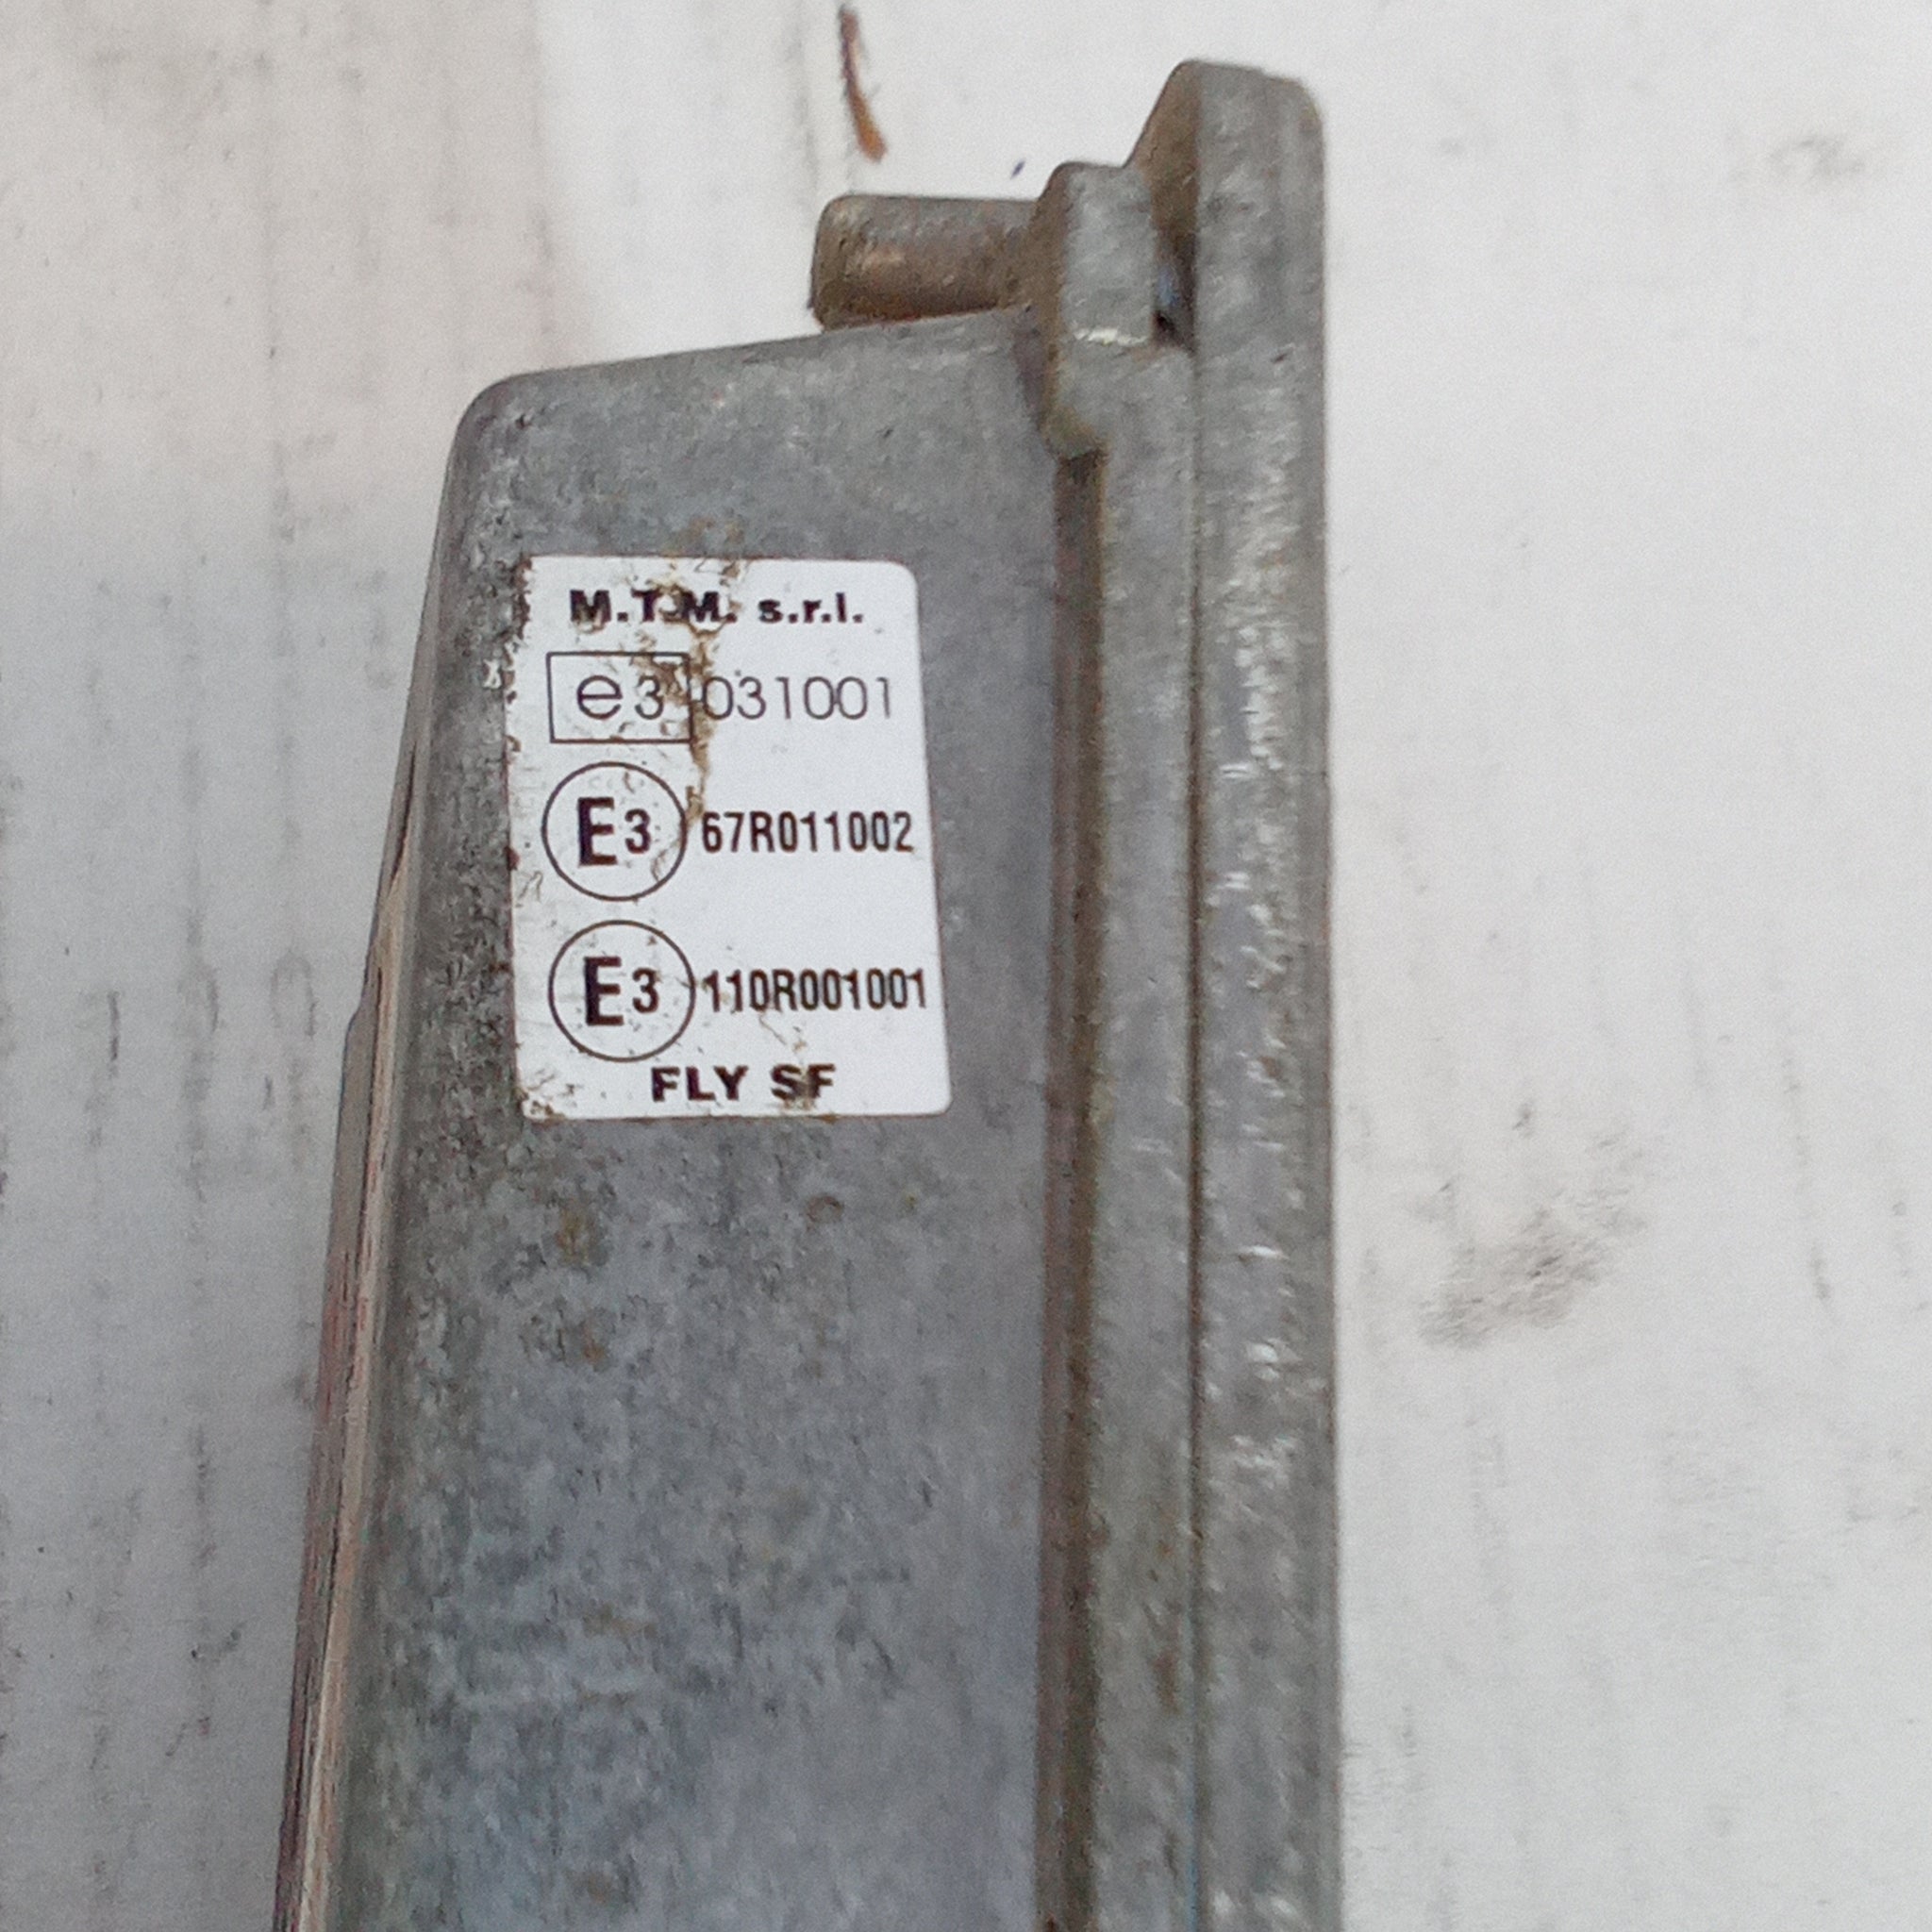 M.T.M. s.r.l.
e3 031001
E3 67R011002
E3 110R001001
FLY SF